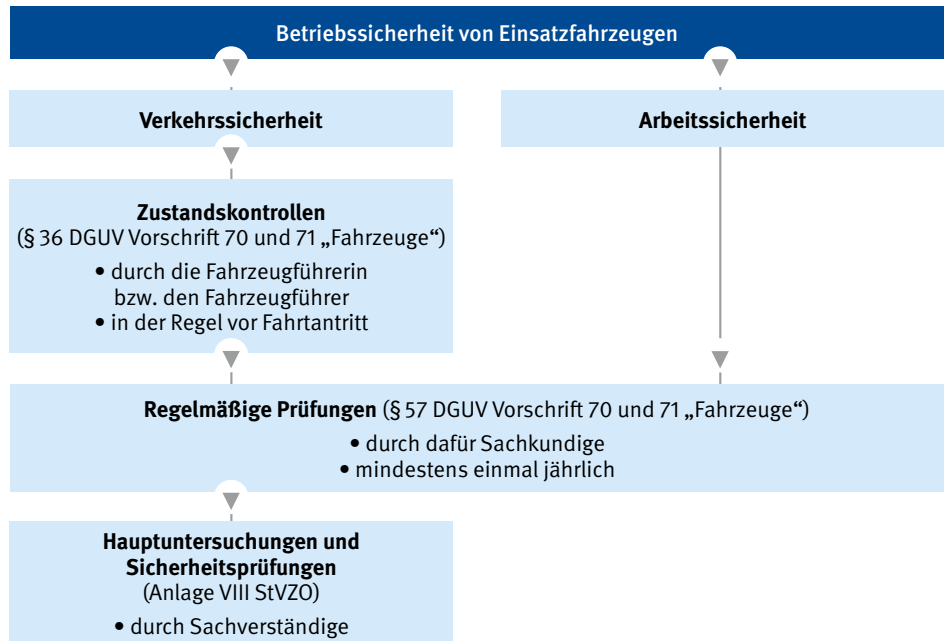 Betriebssicherheit von Einsatzfahrzeugen
Verkehrssicherheit
Arbeitssicherheit
Zustandskontrollen
(§ 36 DGUV Vorschrift 70 und 71 „Fahrzeuge“)
• durch die Fahrzeugführerin
bzw. den Fahrzeugführer
• in der Regel vor Fahrtantritt
Regelmäßige Prüfungen (§ 57 DGUV Vorschrift 70 und 71 „Fahrzeuge“)
• durch dafür Sachkundige
• mindestens einmal jährlich
Hauptuntersuchungen und
Sicherheitsprüfungen
(Anlage VIII StVZO)
• durch Sachverständige